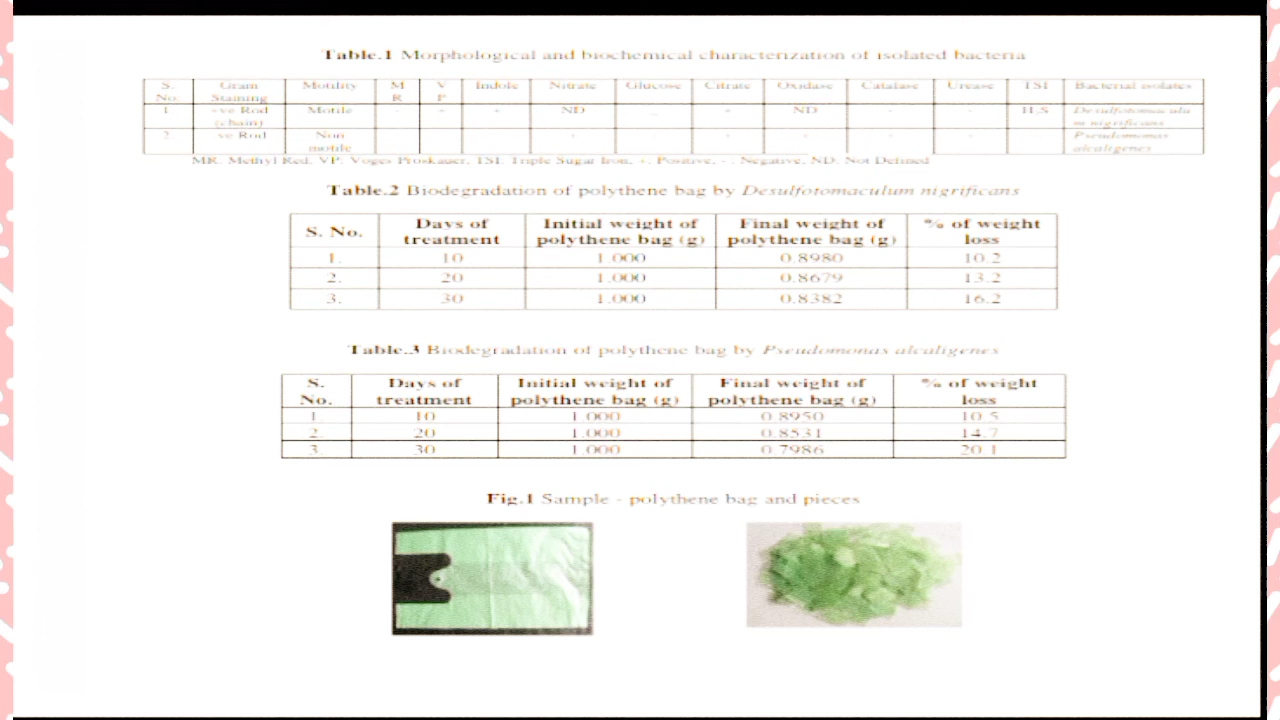 Table.1 Morphological and biochemical characterization of isolated bacteria
S. No. Gram Staining Motility M R V P Indole Nitrate Glucose Citrate Oxidase Catalase Urease TSI Bacterial isolates
1. +ve Rod (chain) Motile ND ND H2S Desulfotomaculum nigrificans
2. -ve Rod Non motile Pseudomonas alcaligenes
MR: Methyl Red, VP: Voges Proskauer, TSI: Triple Sugar Iron, +: Positive, - : Negative, ND: Not Defined
Table.2 Biodegradation of polythene bag by Desulfotomaculum nigrificans
S. No. Days of treatment Initial weight of polythene bag (g) Final weight of polythene bag (g) % of weight loss
1. 10 1.000 0.8980 10.2
2. 20 1.000 0.8679 13.2
3. 30 1.000 0.8382 16.2
Table.3 Biodegradation of polythene bag by Pseudomonas alcaligenes
S. No. Days of treatment Initial weight of polythene bag (g) Final weight of polythene bag (g) % of weight loss
1. 10 1.000 0.8950 10.5
2. 20 1.000 0.8531 14.7
3. 30 1.000 0.7986 20.1
Fig.1 Sample - polythene bag and pieces